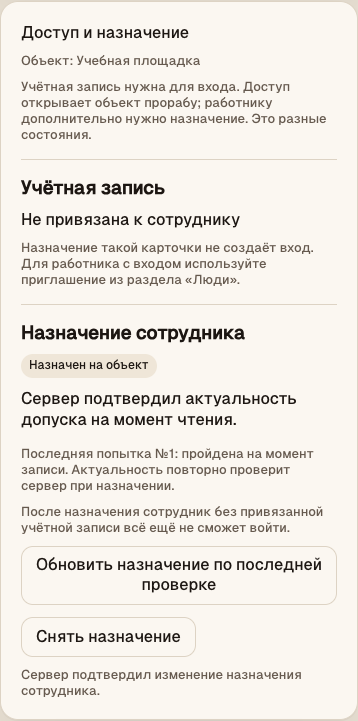 Доступ и назначение
Объект: Учебная площадка
Учётная запись нужна для входа. Доступ
открывает объект прорабу; работнику
дополнительно нужно назначение. Это разные
состояния.
Учётная запись
Не привязана к сотруднику
Назначение такой карточки не создаёт вход.
Для работника с входом используйте
приглашение из раздела «Люди».
Назначение сотрудника
Назначен на объект
Сервер подтвердил актуальность
допуска на момент чтения.
Последняя попытка №1: пройдена на момент
записи. Актуальность повторно проверит
сервер при назначении.
После назначения сотрудник без привязанной
учётной записи всё ещё не сможет войти.
Обновить назначение по последней
проверке
Снять назначение
Сервер подтвердил изменение назначения
сотрудника.